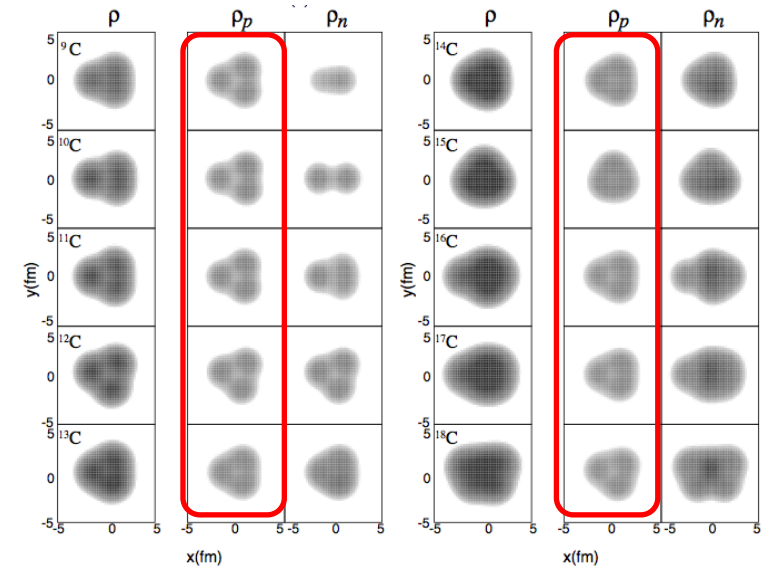 ρ ρp ρn ρ ρp ρn
5 ⁹C 5 ¹⁴C
0 0
-5 -5
5 ¹⁰C 5 ¹⁵C
0 0
-5 -5
5 ¹¹C 5 ¹⁶C
y(fm) 0 y(fm) 0
-5 -5
5 ¹²C 5 ¹⁷C
0 0
-5 -5
5 ¹³C 5 ¹⁸C
0 0
-5 -5
-5 0 5 -5 0 5-5 0 5 -5 0 5 -5 0 5-5 0 5
x(fm) x(fm)